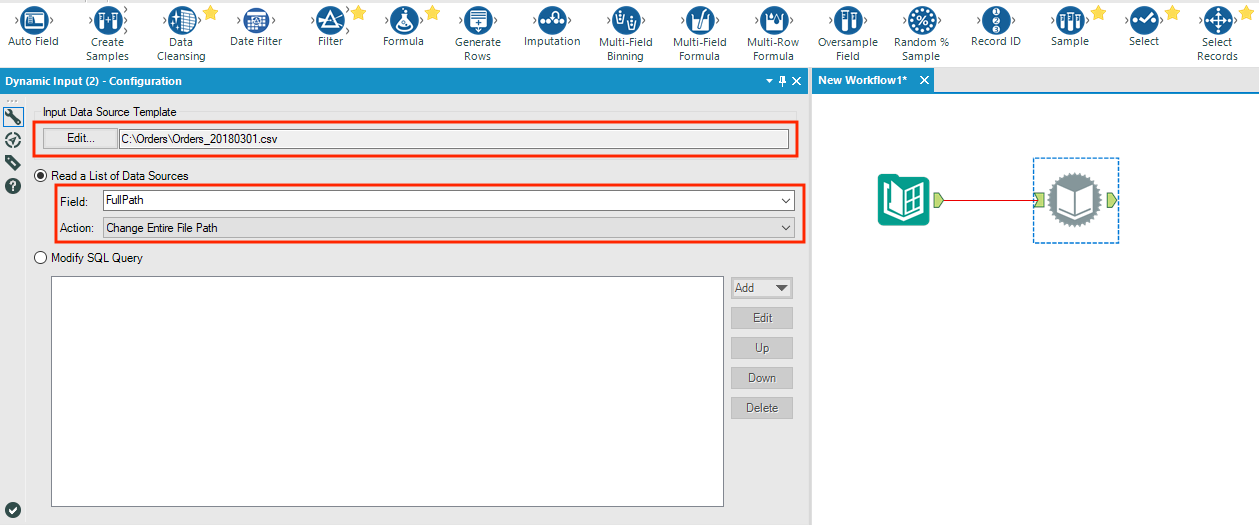 Auto Field
Create
Samples
Data
Cleansing
Date Filter
Filter
Formula
Generate
Rows
Imputation
Multi-Field
Binning
Multi-Field
Formula
Multi-Row
Formula
Oversample
Field
Random %
Sample
1
2
3
Record ID
Sample
Select
Select
Records
Dynamic Input (2) - Configuration
New Workflow1*
Input Data Source Template
Edit... C:\Orders\Orders_20180301.csv
Read a List of Data Sources
Field: FullPath
Action: Change Entire File Path
Modify SQL Query
Add
Edit
Up
Down
Delete